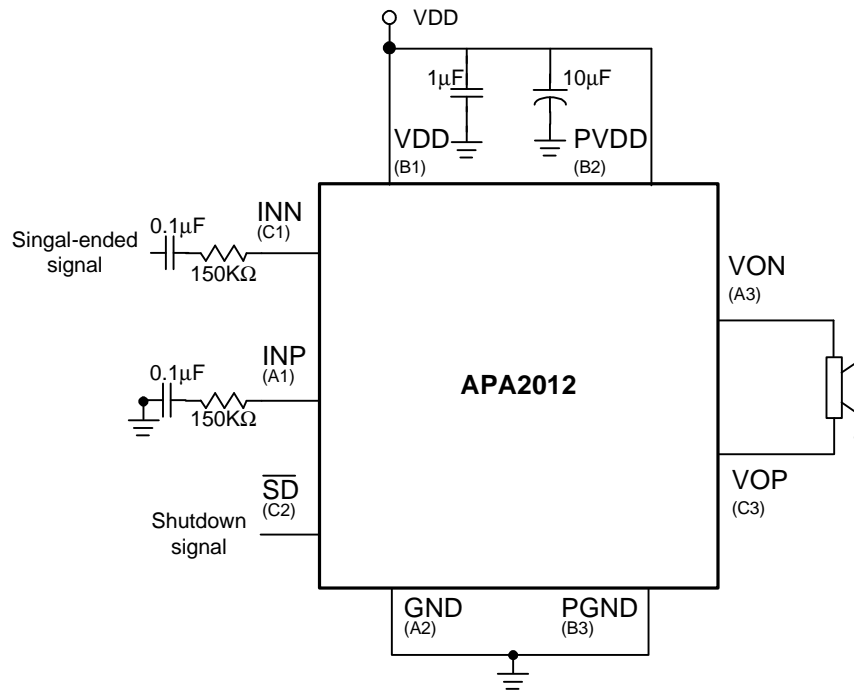 VDD
1μF
10μF
VDD
(B1)
PVDD
(B2)
INN
(C1)
0.1μF
Singal-ended
signal
150KΩ
VON
(A3)
INP
(A1)
0.1μF
150KΩ
APA2012
VOP
(C3)
SD
(C2)
Shutdown
signal
GND
(A2)
PGND
(B3)